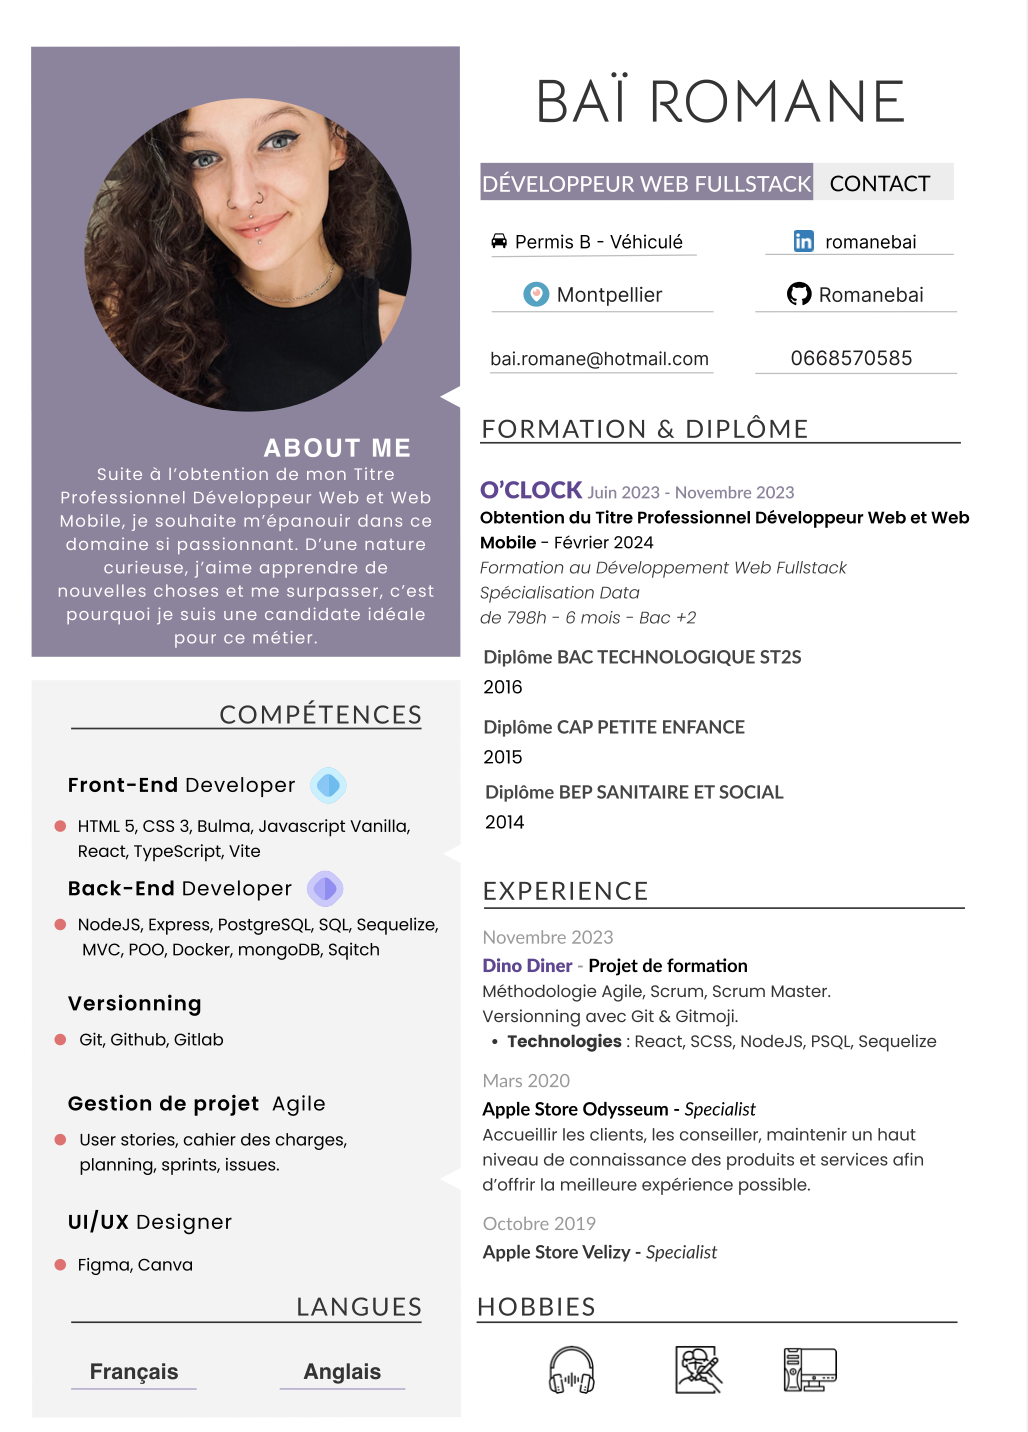 BAÏ ROMANE
DÉVELOPPEUR WEB FULLSTACK
CONTACT
Permis B - Véhiculé
in romanebai
Montpellier
Romanebai
bai.romane@hotmail.com
0668570585
ABOUT ME
Suite à l’obtention de mon Titre
Professionnel Développeur Web et Web
Mobile, je souhaite m’épanouir dans ce
domaine si passionnant. D’une nature
curieuse, j’aime apprendre de
nouvelles choses et me surpasser, c’est
pourquoi je suis une candidate idéale
pour ce métier.
COMPÉTENCES
Front-End Developer
HTML 5, CSS 3, Bulma, Javascript Vanilla,
React, TypeScript, Vite
Back-End Developer
NodeJS, Express, PostgreSQL, SQL, Sequelize,
MVC, POO, Docker, mongoDB, Sqitch
Versionning
Git, Github, Gitlab
Gestion de projet Agile
User stories, cahier des charges,
planning, sprints, issues.
UI/UX Designer
Figma, Canva
LANGUES
Français
Anglais
FORMATION & DIPLÔME
O’CLOCK Juin 2023 - Novembre 2023
Obtention du Titre Professionnel Développeur Web et Web
Mobile - Février 2024
Formation au Développement Web Fullstack
Spécialisation Data
de 798h - 6 mois - Bac +2
Diplôme BAC TECHNOLOGIQUE ST2S
2016
Diplôme CAP PETITE ENFANCE
2015
Diplôme BEP SANITAIRE ET SOCIAL
2014
EXPERIENCE
Novembre 2023
Dino Diner - Projet de formation
Méthodologie Agile, Scrum, Scrum Master.
Versionning avec Git & Gitmoji.
• Technologies : React, SCSS, NodeJS, PSQL, Sequelize
Mars 2020
Apple Store Odysseum - Specialist
Accueillir les clients, les conseiller, maintenir un haut
niveau de connaissance des produits et services afin
d’offrir la meilleure expérience possible.
Octobre 2019
Apple Store Velizy - Specialist
HOBBIES